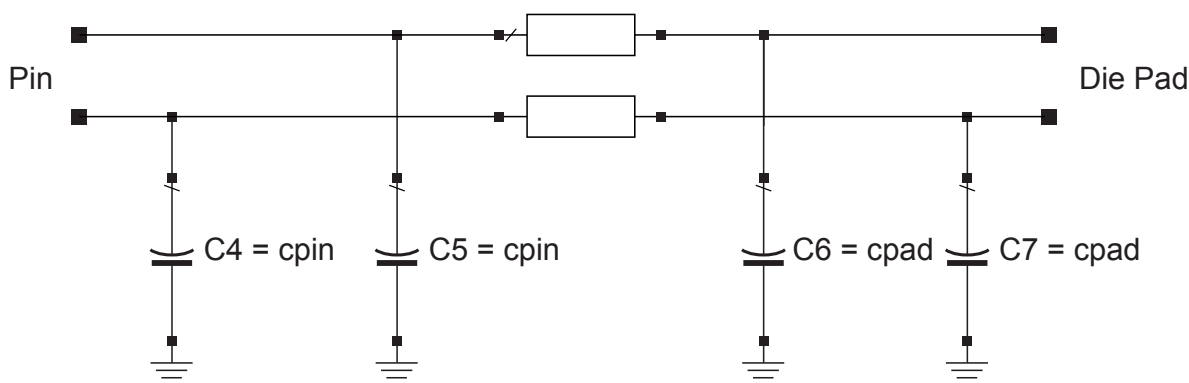 Pin
Die Pad
C4 = cpin
C5 = cpin
C6 = cpad
C7 = cpad